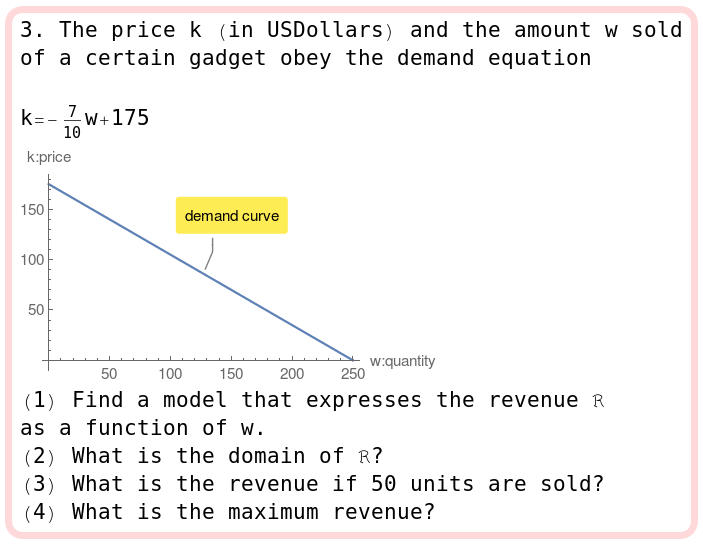 3. The price k (in USDollars) and the amount w sold
of a certain gadget obey the demand equation
k=-7/10 w+175
k:price
150
demand curve
100
50
w:quantity
50 100 150 200 250
(1) Find a model that expresses the revenue ℛ
as a function of w.
(2) What is the domain of ℛ?
(3) What is the revenue if 50 units are sold?
(4) What is the maximum revenue?